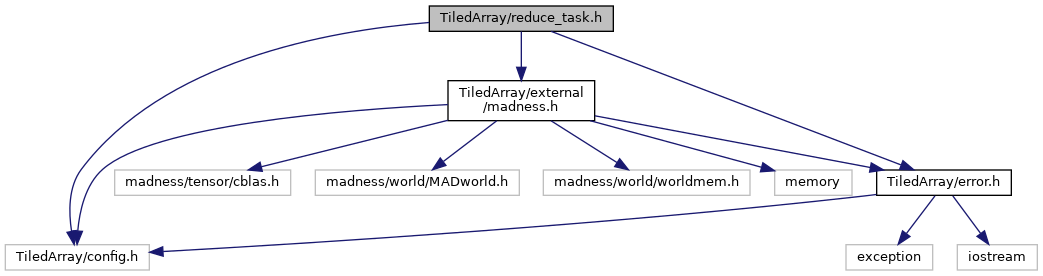 TiledArray/reduce_task.h
TiledArray/external
/madness.h
madness/tensor/cblas.h
madness/world/MADworld.h
madness/world/worldmem.h
memory
TiledArray/error.h
TiledArray/config.h
exception
iostream